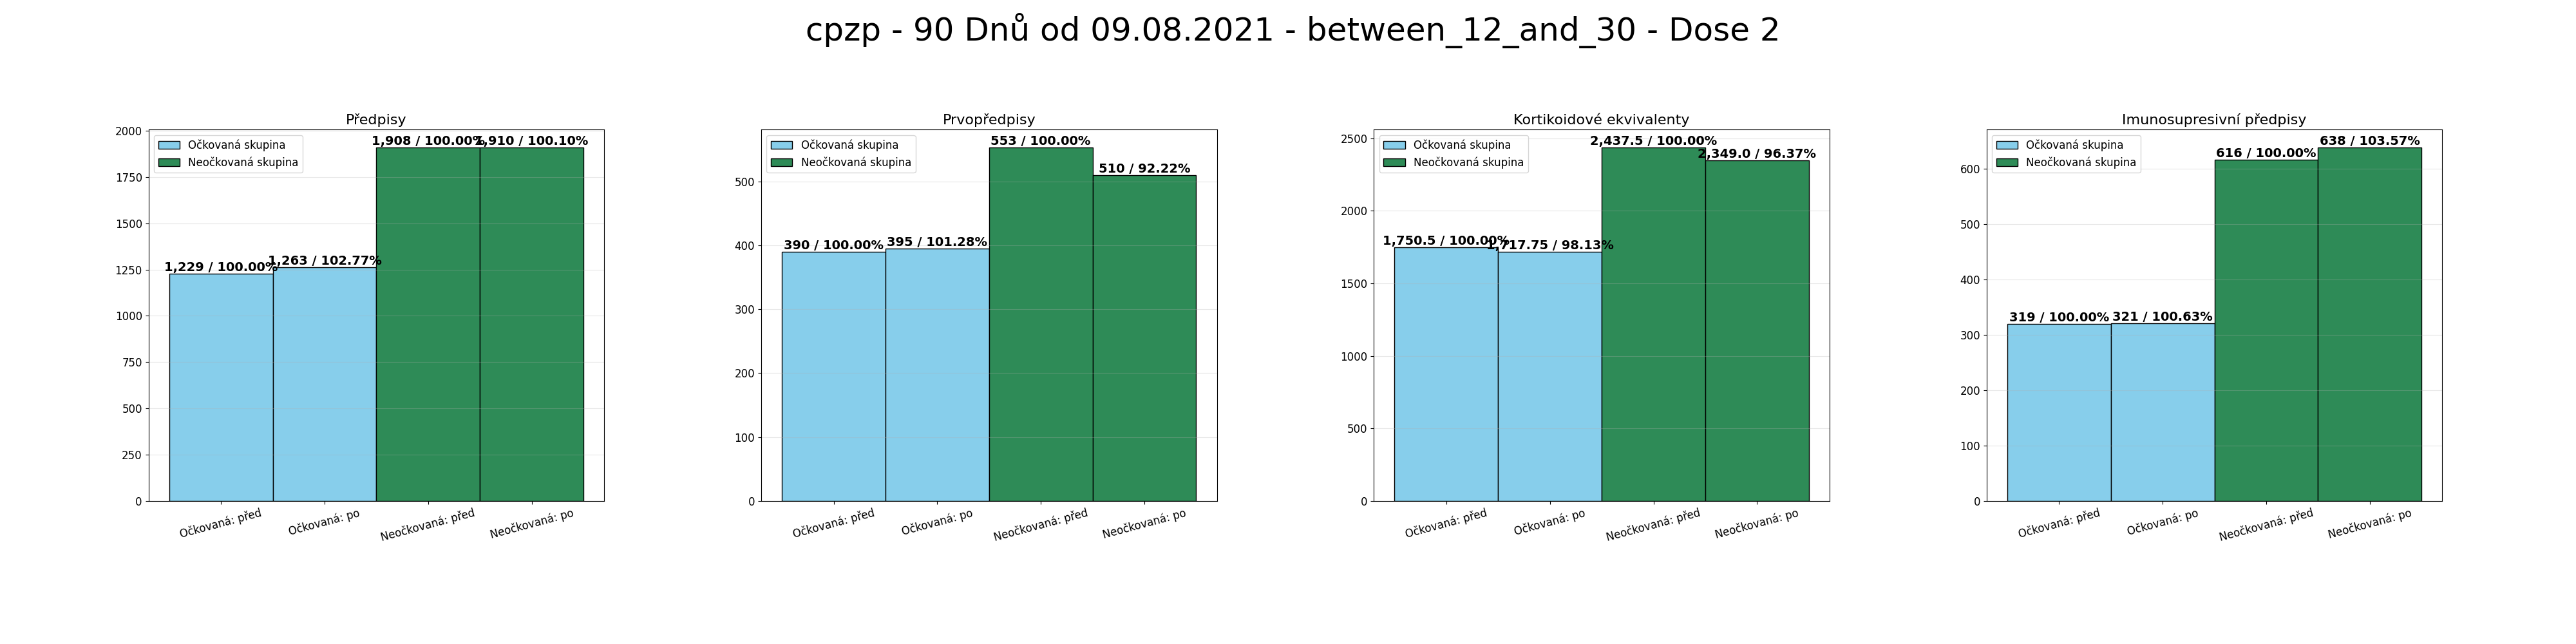 cpzp - 90 Dnů od 09.08.2021 - between_12_and_30 - Dose 2
Předpisy
Očkovaná skupina
Neočkovaná skupina
1,229 / 100.00%
1,263 / 102.77%
1,908 / 100.00%
1,910 / 100.10%
2000
1750
1500
1250
1000
750
500
250
0
Očkovaná: před
Očkovaná: po
Neočkovaná: před
Neočkovaná: po
Prvopředpisy
Očkovaná skupina
Neočkovaná skupina
390 / 100.00%
395 / 101.28%
553 / 100.00%
510 / 92.22%
500
400
300
200
100
0
Očkovaná: před
Očkovaná: po
Neočkovaná: před
Neočkovaná: po
Kortikoidové ekvivalenty
Očkovaná skupina
Neočkovaná skupina
1,750.5 / 100.00%
1,717.75 / 98.13%
2,437.5 / 100.00%
2,349.0 / 96.37%
2500
2000
1500
1000
500
0
Očkovaná: před
Očkovaná: po
Neočkovaná: před
Neočkovaná: po
Imunosupresivní předpisy
Očkovaná skupina
Neočkovaná skupina
319 / 100.00%
321 / 100.63%
616 / 100.00%
638 / 103.57%
600
500
400
300
200
100
0
Očkovaná: před
Očkovaná: po
Neočkovaná: před
Neočkovaná: po